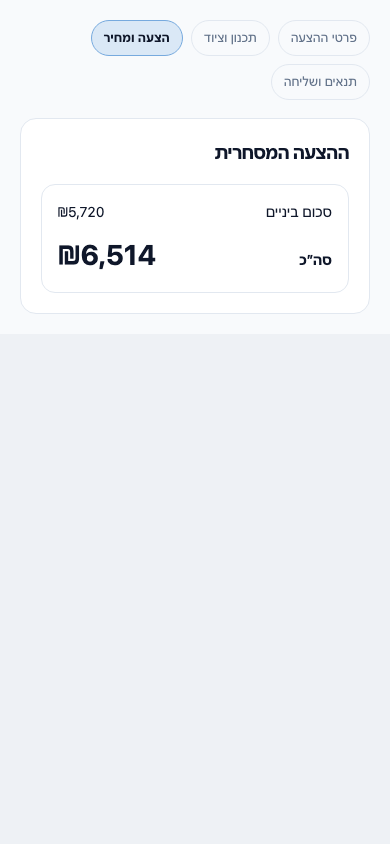 פרטי ההצעה
תכנון וציוד
הצעה ומחיר
תנאים ושליחה
ההצעה המסחרית
סכום ביניים ₪5,720
סה״כ ₪6,514